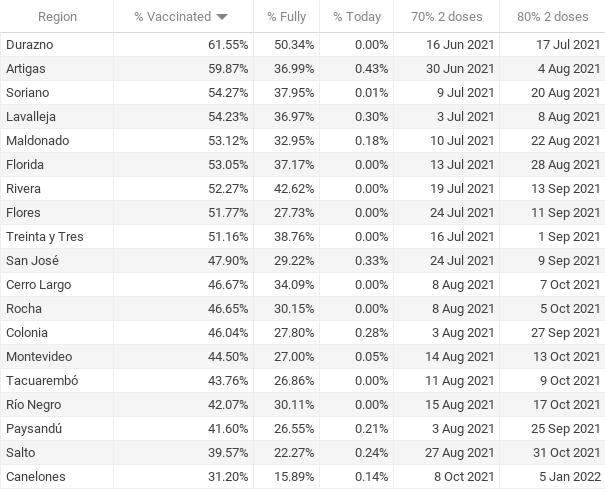 Region % Vaccinated % Fully % Today 70% 2 doses 80% 2 doses
Durazno 61.55% 50.34% 0.00% 16 Jun 2021 17 Jul 2021
Artigas 59.87% 36.99% 0.43% 30 Jun 2021 4 Aug 2021
Soriano 54.27% 37.95% 0.01% 9 Jul 2021 20 Aug 2021
Lavalleja 54.23% 36.97% 0.30% 3 Jul 2021 8 Aug 2021
Maldonado 53.12% 32.95% 0.18% 10 Jul 2021 22 Aug 2021
Florida 53.05% 37.17% 0.00% 13 Jul 2021 28 Aug 2021
Rivera 52.27% 42.62% 0.00% 19 Jul 2021 13 Sep 2021
Flores 51.77% 27.73% 0.00% 24 Jul 2021 11 Sep 2021
Treinta y Tres 51.16% 38.76% 0.00% 16 Jul 2021 1 Sep 2021
San José 47.90% 29.22% 0.33% 24 Jul 2021 9 Sep 2021
Cerro Largo 46.67% 34.09% 0.00% 8 Aug 2021 7 Oct 2021
Rocha 46.65% 30.15% 0.00% 8 Aug 2021 5 Oct 2021
Colonia 46.04% 27.80% 0.28% 3 Aug 2021 27 Sep 2021
Montevideo 44.50% 27.00% 0.05% 14 Aug 2021 13 Oct 2021
Tacuarembó 43.76% 26.86% 0.00% 11 Aug 2021 9 Oct 2021
Río Negro 42.07% 30.11% 0.00% 15 Aug 2021 17 Oct 2021
Paysandú 41.60% 26.55% 0.21% 3 Aug 2021 25 Sep 2021
Salto 39.57% 22.27% 0.24% 27 Aug 2021 31 Oct 2021
Canelones 31.20% 15.89% 0.14% 8 Oct 2021 5 Jan 2022